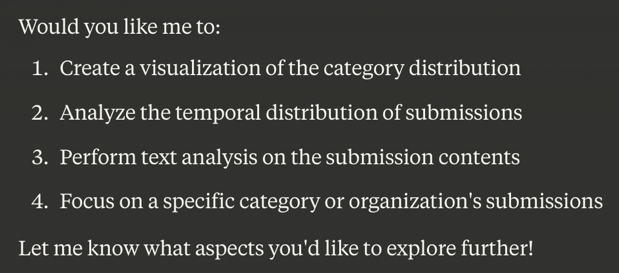 Would you like me to:
1. Create a visualization of the category distribution
2. Analyze the temporal distribution of submissions
3. Perform text analysis on the submission contents
4. Focus on a specific category or organization's submissions
Let me know what aspects you'd like to explore further!